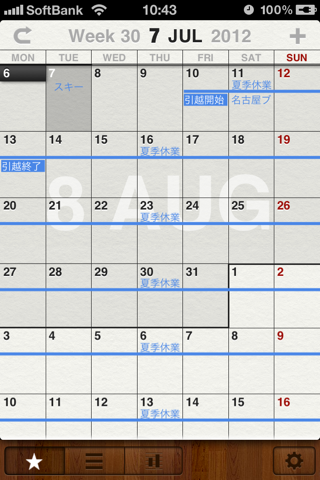 SoftBank 10:43
Week 30 7 JUL 2012
MON TUE WED THU FRI SAT SUN
6 7 8 9 10 11 12
スキー 夏季休業
引越開始 名古屋ブ
13 14 15 16 17 18 19
夏季休業
引越終了
8 AUG
20 21 22 23 24 25 26
夏季休業
27 28 29 30 31 1 2
夏季休業
3 4 5 6 7 8 9
夏季休業
10 11 12 13 14 15 16
夏季休業